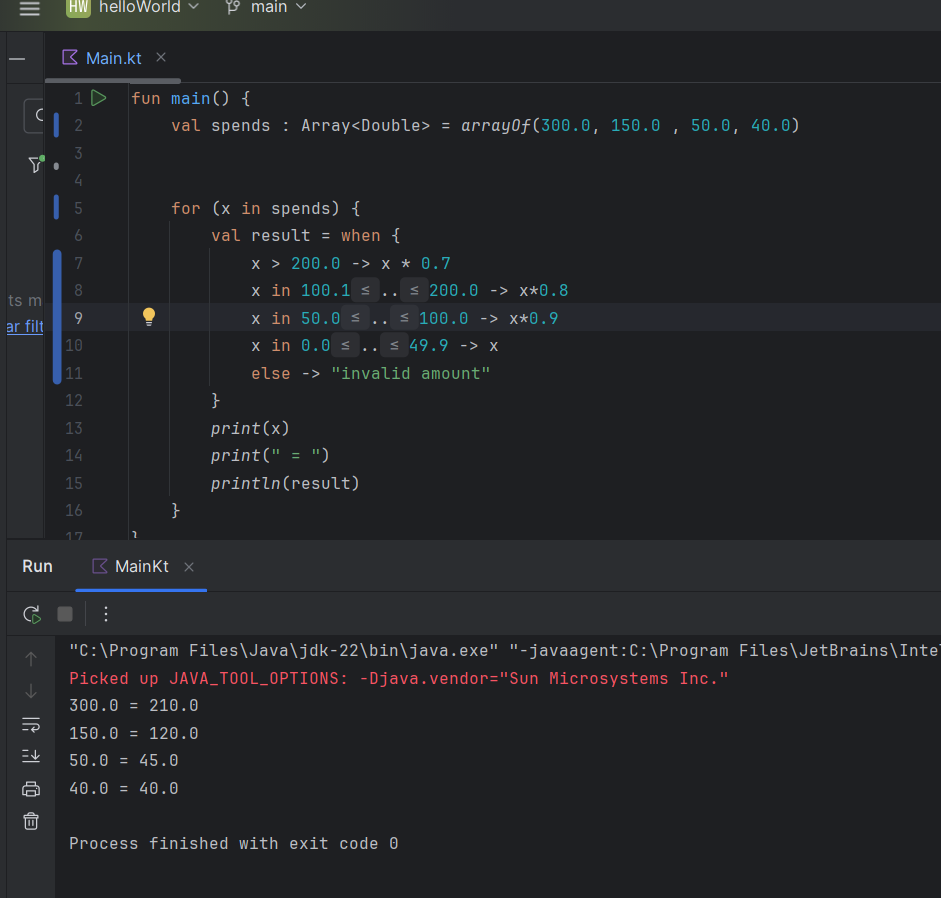 HW helloWorld main
Main.kt
1 fun main() {
2 val spends : Array<Double> = arrayOf(300.0, 150.0 , 50.0, 40.0)
3
4
5 for (x in spends) {
6 val result = when {
7 x > 200.0 -> x * 0.7
8 x in 100.1 ≤ .. ≤ 200.0 -> x*0.8
9 x in 50.0 ≤ .. ≤ 100.0 -> x*0.9
10 x in 0.0 ≤ .. ≤ 49.9 -> x
11 else -> "invalid amount"
12 }
13 print(x)
14 print(" = ")
15 println(result)
16 }
17 }
ts m
ar filt
Run MainKt
"C:\Program Files\Java\jdk-22\bin\java.exe" "-javaagent:C:\Program Files\JetBrains\Inte
Picked up JAVA_TOOL_OPTIONS: -Djava.vendor="Sun Microsystems Inc."
300.0 = 210.0
150.0 = 120.0
50.0 = 45.0
40.0 = 40.0
Process finished with exit code 0